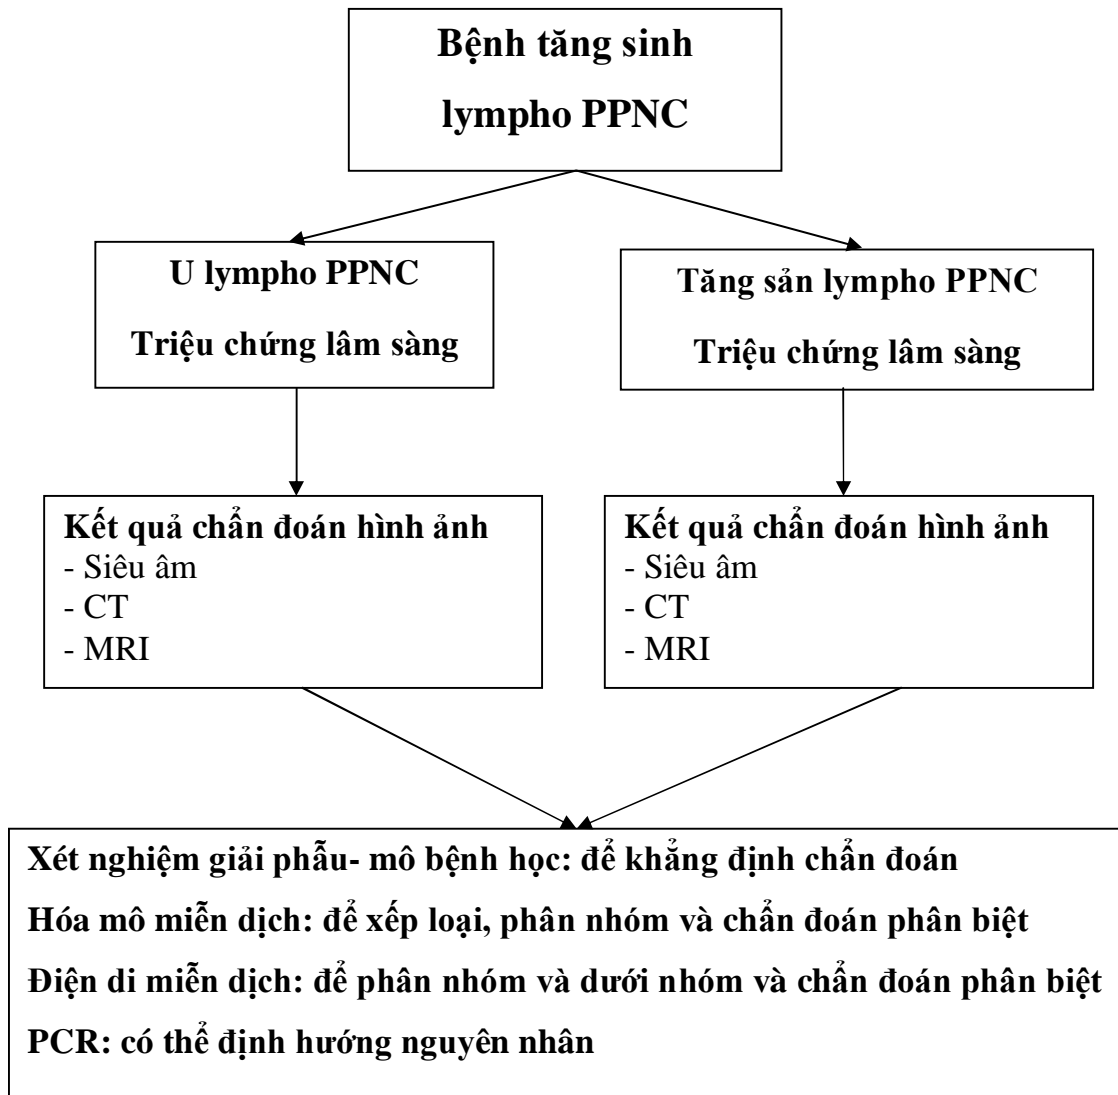 Bệnh tăng sinh
lympho PPNC
U lympho PPNC
Triệu chứng lâm sàng
Tăng sản lympho PPNC
Triệu chứng lâm sàng
Kết quả chẩn đoán hình ảnh
- Siêu âm
- CT
- MRI
Kết quả chẩn đoán hình ảnh
- Siêu âm
- CT
- MRI
Xét nghiệm giải phẫu- mô bệnh học: để khẳng định chẩn đoán
Hóa mô miễn dịch: để xếp loại, phân nhóm và chẩn đoán phân biệt
Điện di miễn dịch: để phân nhóm và dưới nhóm và chẩn đoán phân biệt
PCR: có thể định hướng nguyên nhân